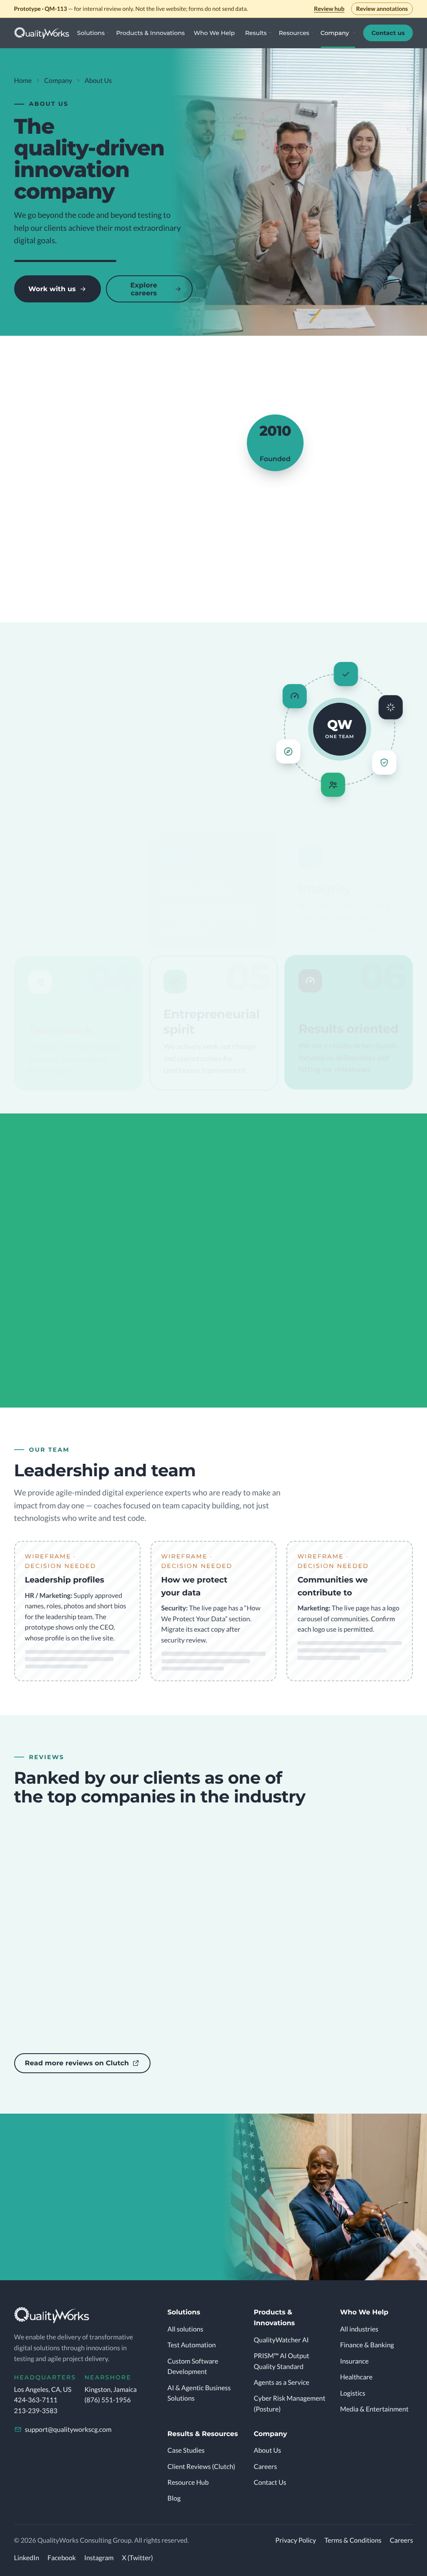 Prototype · QM-113 — for internal review only. Not the live website; forms do not send data.
Review hub
Review annotations
QualityWorks
Solutions
Products & Innovations
Who We Help
Results
Resources
Company
Contact us
Home
Company
About Us
ABOUT US
The
quality-driven
innovation
company
We go beyond the code and beyond testing to
help our clients achieve their most extraordinary
digital goals.
Work with us
Explore
careers
2010
Founded
QW
ONE TEAM
Entrepreneurial
spirit
Results oriented
OUR TEAM
Leadership and team
We provide agile-minded digital experience experts who are ready to make an
impact from day one — coaches focused on team capacity building, not just
technologists who write and test code.
WIREFRAME
DECISION NEEDED
Leadership profiles
HR / Marketing: Supply approved
names, roles, photos and short bios
for the leadership team. The
prototype shows only the CEO,
whose profile is on the live site.
WIREFRAME
DECISION NEEDED
How we protect
your data
Security: The live page has a "How
We Protect Your Data" section.
Migrate its exact copy after
security review.
WIREFRAME
DECISION NEEDED
Communities we
contribute to
Marketing: The live page has a logo
carousel of communities. Confirm
each logo use is permitted.
REVIEWS
Ranked by our clients as one of
the top companies in the industry
Read more reviews on Clutch
QualityWorks
We enable the delivery of transformative
digital solutions through innovations in
testing and agile project delivery.
HEADQUARTERS
Los Angeles, CA, US
424-363-7111
213-239-3583
NEARSHORE
Kingston, Jamaica
(876) 551-1956
support@qualityworkscg.com
Solutions
All solutions
Test Automation
Custom Software
Development
AI & Agentic Business
Solutions
Products &
Innovations
QualityWatcher AI
PRISM™ AI Output
Quality Standard
Agents as a Service
Cyber Risk Management
(Posture)
Who We Help
All industries
Finance & Banking
Insurance
Healthcare
Logistics
Media & Entertainment
Results & Resources
Case Studies
Client Reviews (Clutch)
Resource Hub
Blog
Company
About Us
Careers
Contact Us
© 2026 QualityWorks Consulting Group. All rights reserved.
Privacy Policy
Terms & Conditions
Careers
LinkedIn
Facebook
Instagram
X (Twitter)